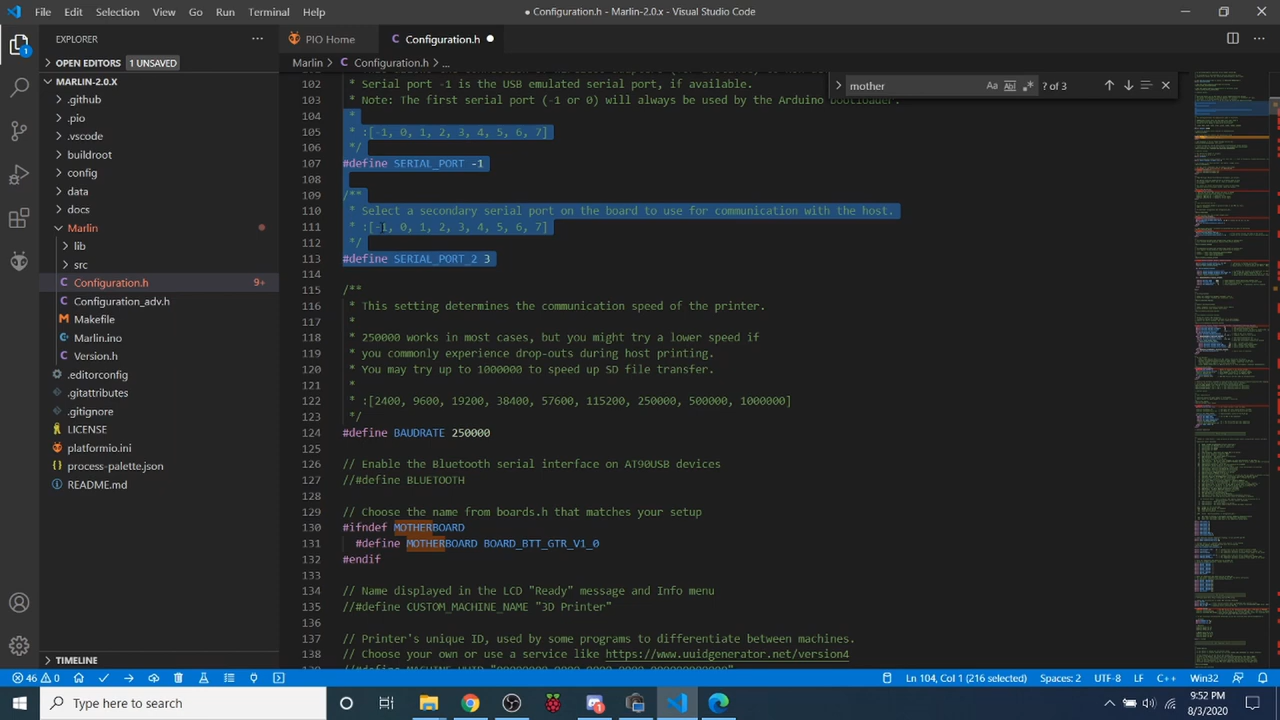 File Edit Selection View Go Run Terminal Help
● Configuration.h - Marlin-2.0.x - Visual Studio Code
EXPLORER
OPEN EDITORS 1 UNSAVED
MARLIN-2.0.X
.github
.pio
.vscode
buildroot
config
data
docs
Marlin
lib
src
Configuration.h 9+
Configuration_adv.h
Makefile
Marlin.ino
Version.h
.editorconfig
.gitattributes
.gitignore
LICENSE
platformio.ini
process-palette.json
README.md
TIMELINE
PIO Home
Configuration.h ●
Marlin > Configuration.h > ...
mother
? of 3
102 * Serial port -1 is the USB emulated serial port, if available.
103 * Note: The first serial port (-1 or 0) will always be used by the Arduino bootloader.
104 *
105 * :[-1, 0, 1, 2, 3, 4, 5, 6, 7]
106 */
107 #define SERIAL_PORT -1
108
109 /**
110 * Select a secondary serial port on the board to use for communication with the host.
111
112 */
113 #define SERIAL_PORT_2 3
114
115 /**
116 * This setting determines the communication speed of the printer.
117 *
118 * 250000 works in most cases, but you might try a lower speed if
119 * you commonly experience drop-outs during host printing.
120 * You may try up to 1000000 to speed up SD file transfer.
121 *
122 * :[2400, 9600, 19200, 38400, 57600, 115200, 250000, 500000, 1000000]
123 */
124 #define BAUDRATE 250000
125
126 // Enable the Bluetooth serial interface on AT90USB devices
127 //#define BLUETOOTH
128
129 // Choose the name from boards.h that matches your setup
130 #ifndef MOTHERBOARD
131 #define MOTHERBOARD BOARD_BTT_GTR_V1_0
132 #endif
133
134 // Name displayed in the LCD "Ready" message and Info menu
135 //#define CUSTOM_MACHINE_NAME "3D Printer"
136
137 // Printer's unique ID, used by some programs to differentiate between machines.
138 // Choose your own or use a service like https://www.uuidgenerator.net/version4
139 //#define MACHINE_UUID "00000000-0000-0000-0000-000000000000"
46 0
Ln 104, Col 1 (216 selected) Spaces: 2 UTF-8 LF C++ Win32
Type here to search
9:52 PM
8/3/2020